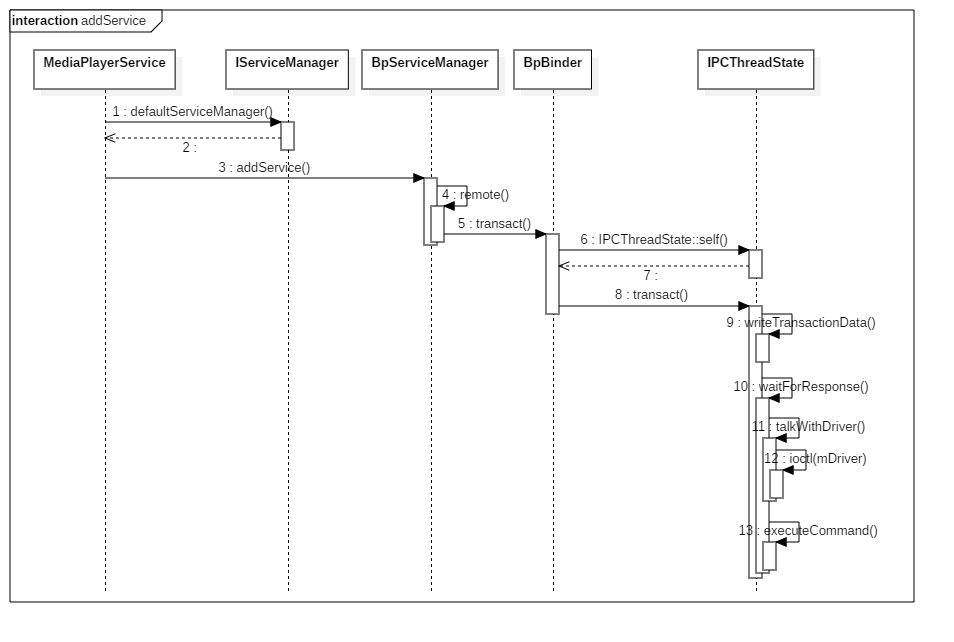 interaction addService
MediaPlayerService
IServiceManager
BpServiceManager
BpBinder
IPCThreadState
1 : defaultServiceManager()
2 :
3 : addService()
4 : remote()
5 : transact()
6 : IPCThreadState::self()
7 :
8 : transact()
9 : writeTransactionData()
10 : waitForResponse()
11 : talkWithDriver()
12 : ioctl(mDriver)
13 : executeCommand()